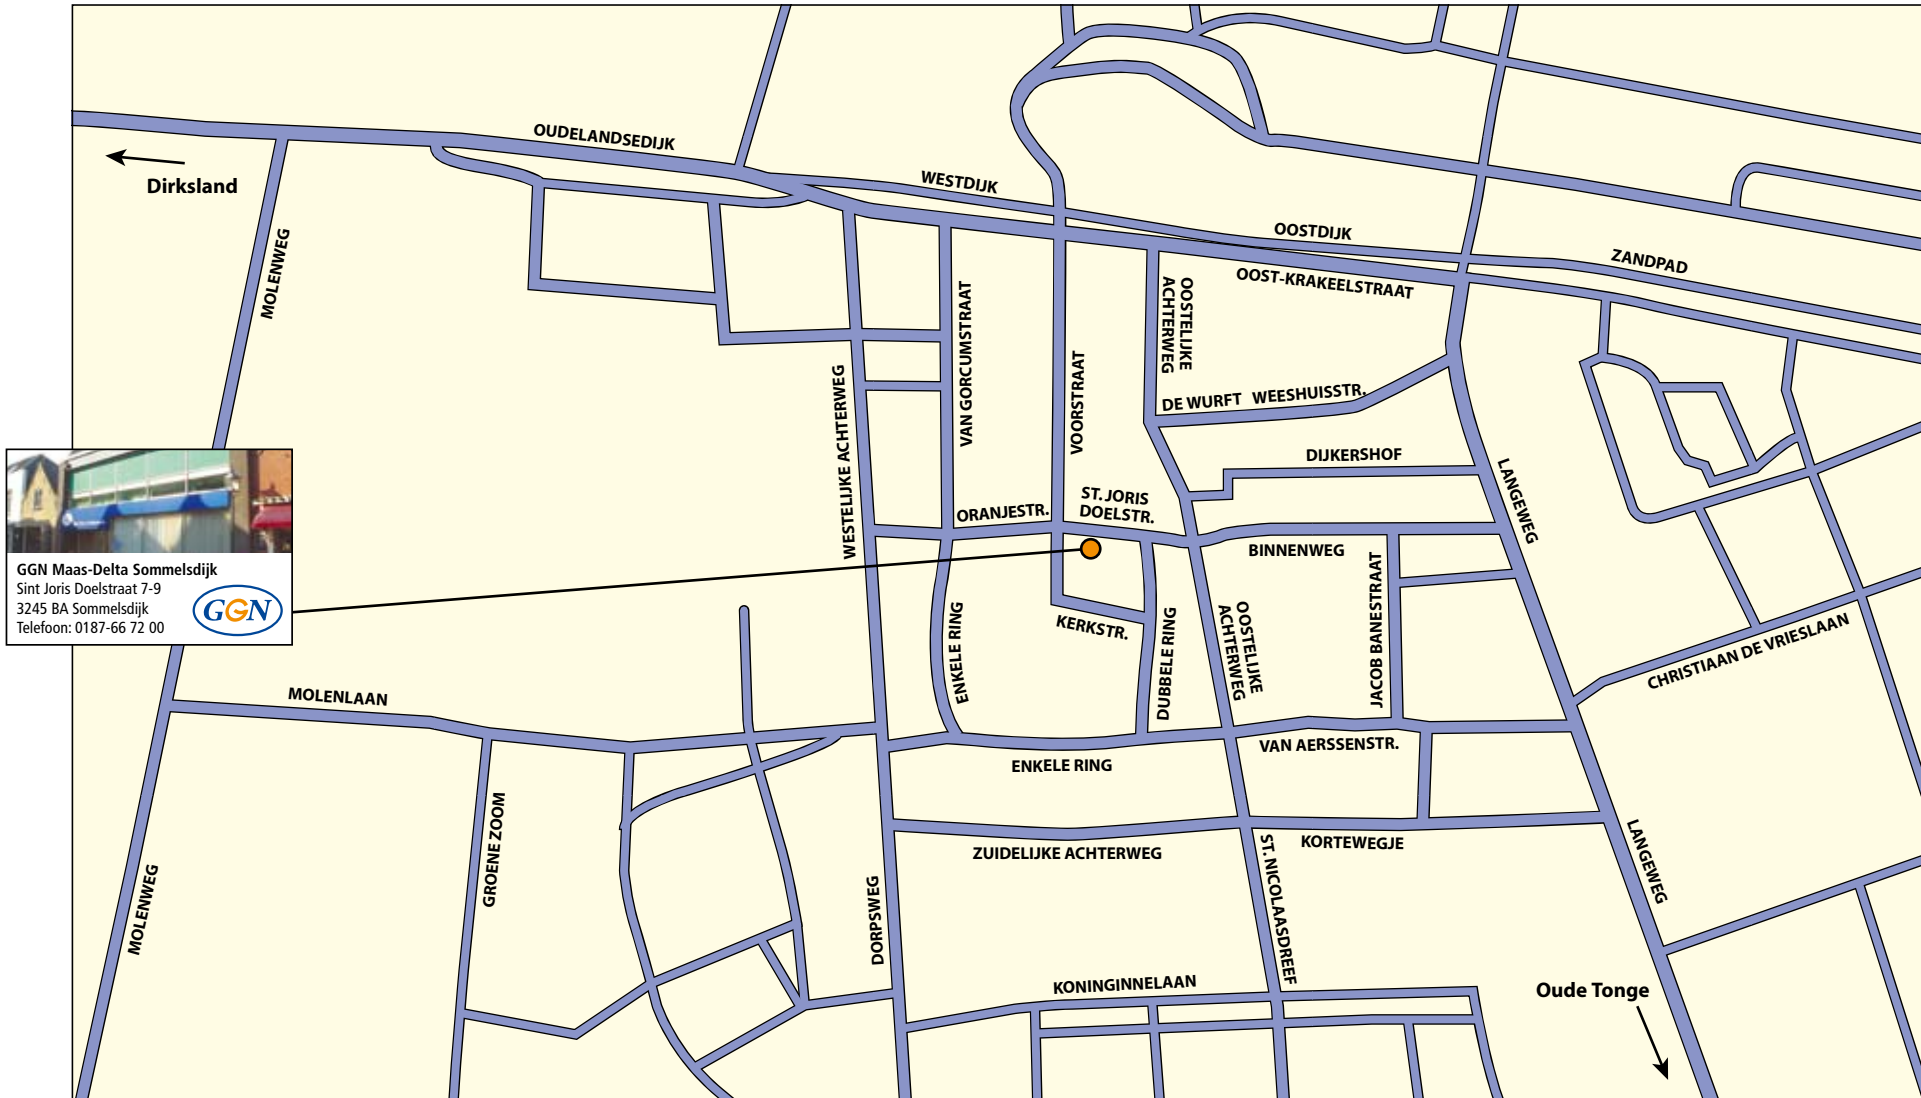 OUDELANDSEDIJK
Dirksland
WESTDIJK
OOSTDIJK
ZANDPAD
OOST-KRAKEELSTRAAT
MOLENWEG
OOSTELIJKE
ACHTERWEG
VAN GORCUMSTRAAT
VOORSTRAAT
WESTELIJKE ACHTERWEG
DE WURFT WEESHUISSTR.
DIJKERSHOF
LANGEWEG
ORANJESTR.
ST. JORIS
DOELSTR.
BINNENWEG
GGN Maas-Delta Sommelsdijk
Sint Joris Doelstraat 7-9
3245 BA Sommelsdijk
Telefoon: 0187-66 72 00
GGN
JACOB BANESTRAAT
ENKELE RING
KERKSTR.
DUBBELE RING
OOSTELIJKE
ACHTERWEG
CHRISTIAAN DE VRIESLAAN
MOLENLAAN
ENKELE RING
VAN AERSSENSTR.
GROENE ZOOM
ZUIDELIJKE ACHTERWEG
KORTEWEGJE
LANGEWEG
MOLENWEG
DORPSWEG
ST. NICOLAASDREEF
KONINGINNELAAN
Oude Tonge